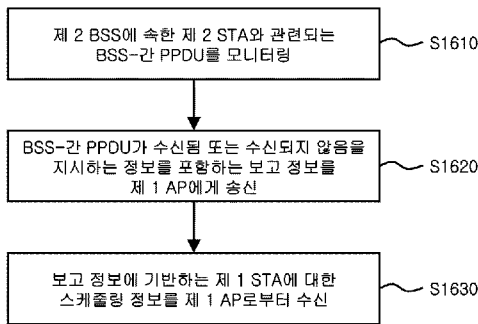 제 2 BSS에 속한 제 2 STA와 관련되는
BSS-간 PPDU를 모니터링
S1610
BSS-간 PPDU가 수신됨 또는 수신되지 않음을
지시하는 정보를 포함하는 보고 정보를
제 1 AP에게 송신
S1620
보고 정보에 기반하는 제 1 STA에 대한
스케줄링 정보를 제 1 AP로부터 수신
S1630